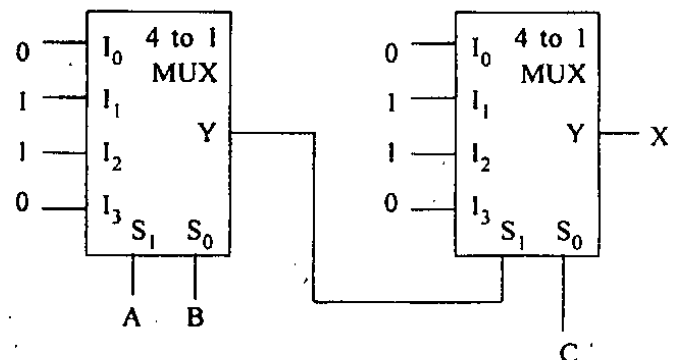 0 I₀ 4 to 1
MUX
1 I₁
Y
1 I₂
0 I₃
S₁ S₀
A B
0 I₀ 4 to 1
MUX
1 I₁
Y X
1 I₂
0 I₃
S₁ S₀
C